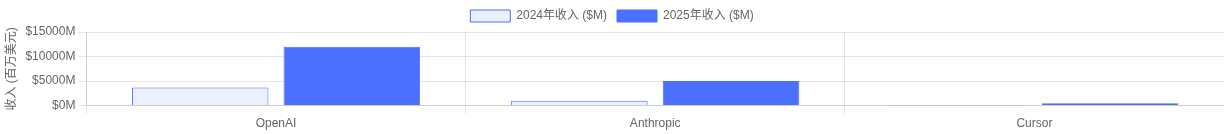 2024年收入 ($M) 2025年收入 ($M)
收入 (百万美元)
$15000M
$10000M
$5000M
$0M
OpenAI Anthropic Cursor